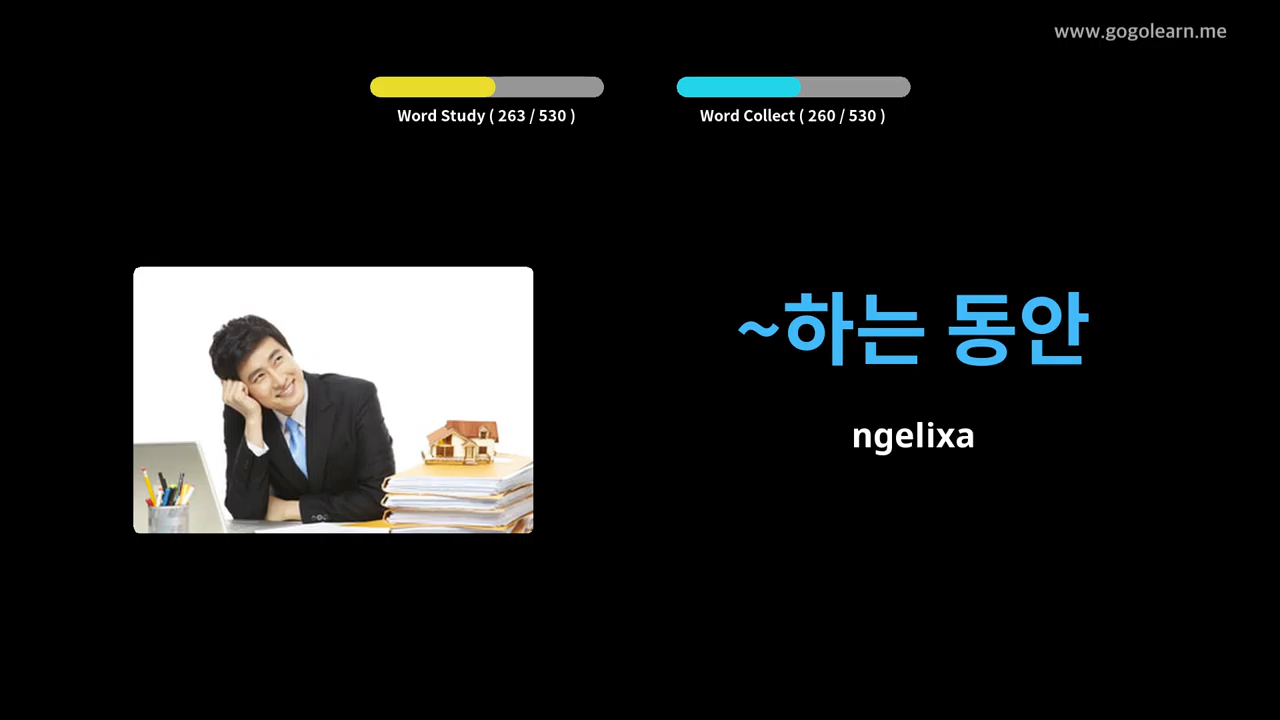 www.gogolearn.me
Word Study ( 263 / 530 )
Word Collect ( 260 / 530 )
~하는 동안
ngelixa